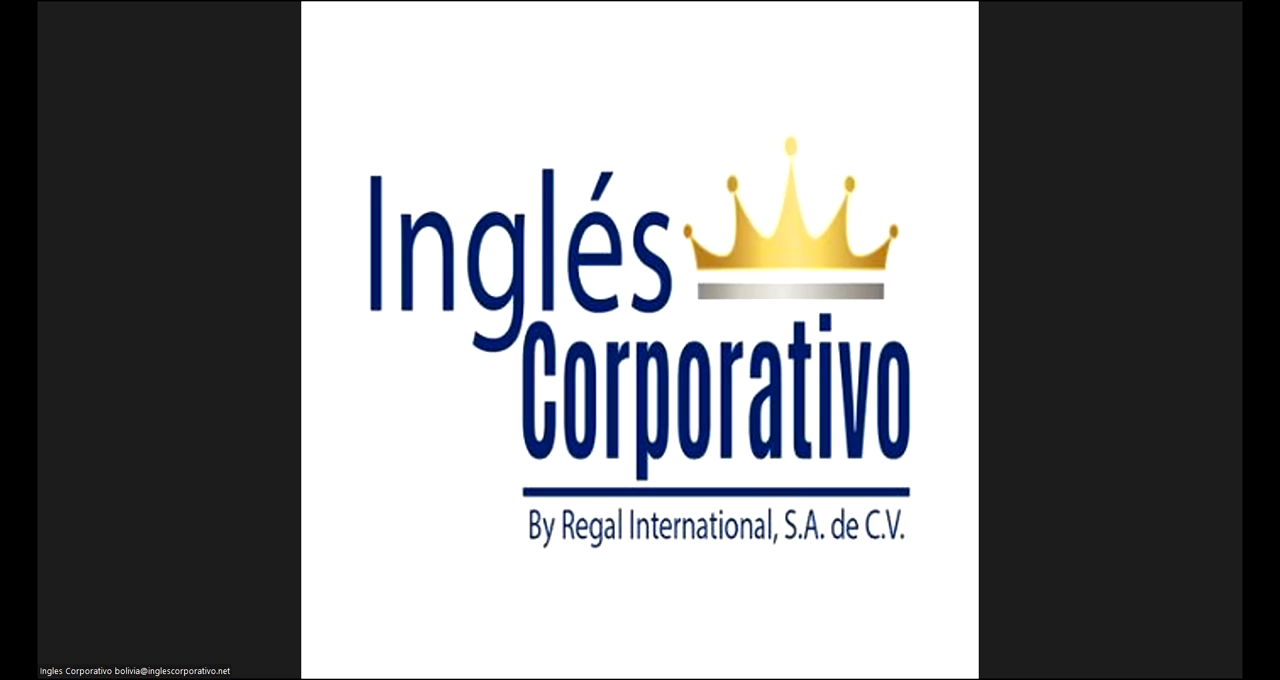 Inglés
Corporativo
By Regal International, S.A. de C.V.
Ingles Corporativo bolivia@inglescorporativo.net